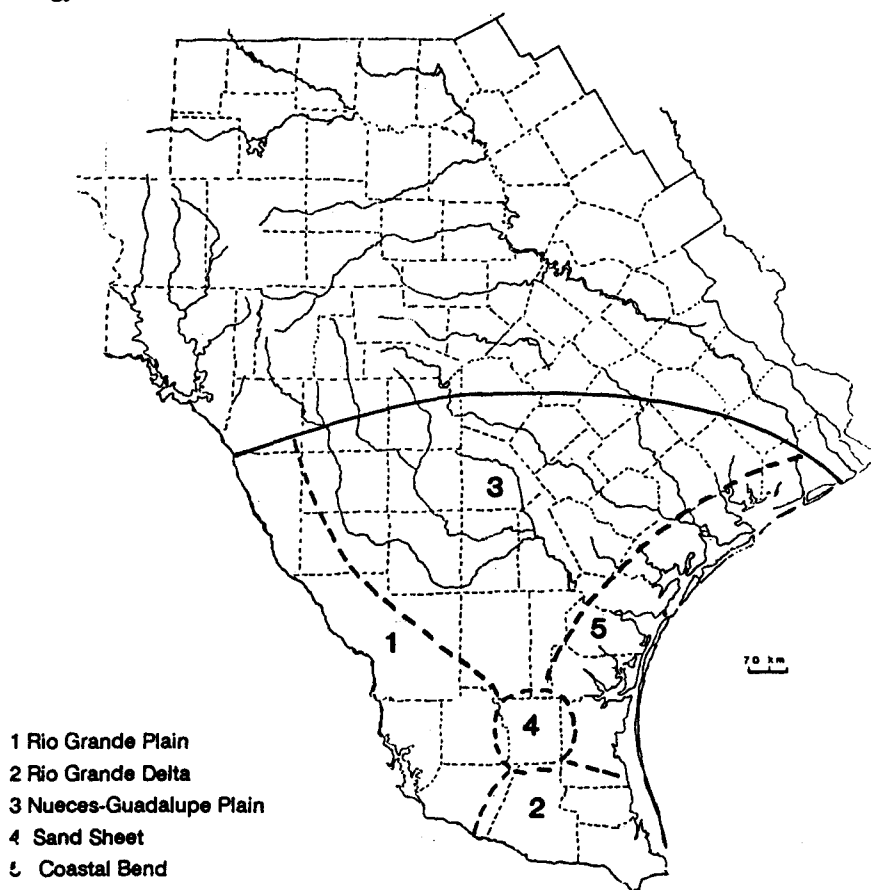 3
5
1
70 km
4
1 Rio Grande Plain
2 Rio Grande Delta
2
3 Nueces-Guadalupe Plain
4 Sand Sheet
Coastal Bend